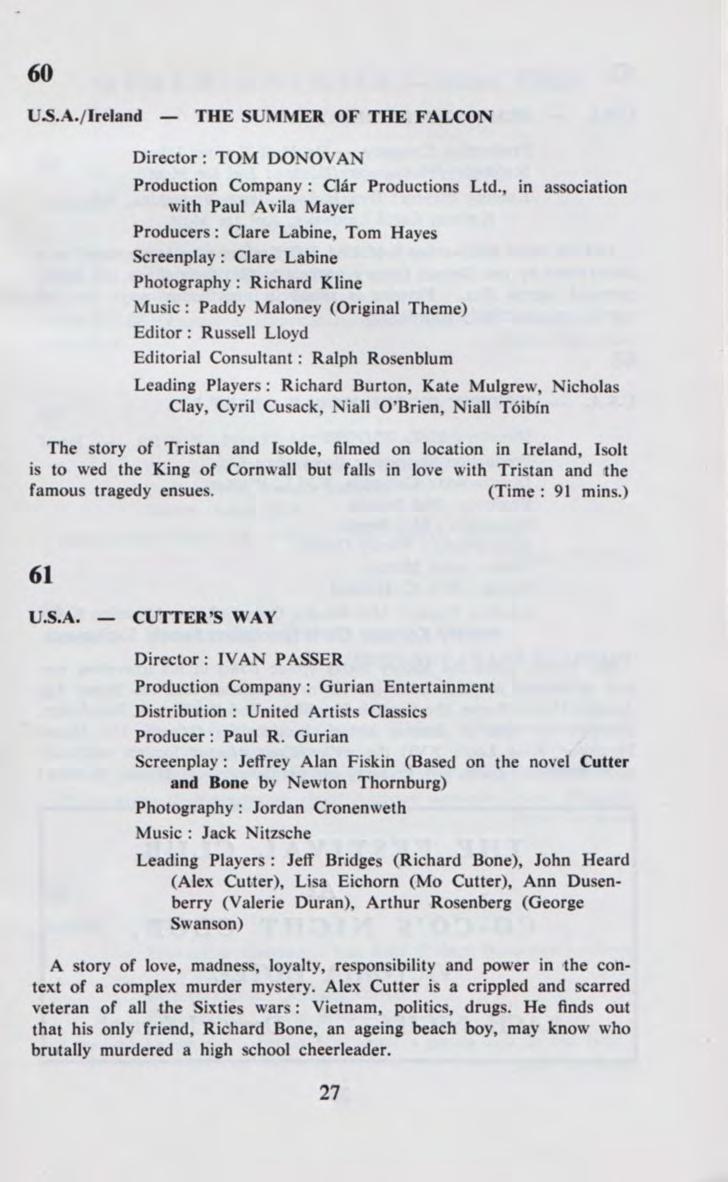 60
U.S.A./Ireland — THE SUMMER OF THE FALCON
Director : TOM DONOVAN
Production Company : Clár Productions Ltd., in association
with Paul Avila Mayer
Producers : Clare Labine, Tom Hayes
Screenplay : Clare Labine
Photography : Richard Kline
Music : Paddy Maloney (Original Theme)
Editor : Russell Lloyd
Editorial Consultant : Ralph Rosenblum
Leading Players : Richard Burton, Kate Mulgrew, Nicholas
Clay, Cyril Cusack, Niall O'Brien, Niall Tóibín
The story of Tristan and Isolde, filmed on location in Ireland, Isolt
is to wed the King of Cornwall but falls in love with Tristan and the
famous tragedy ensues. (Time : 91 mins.)
61
U.S.A. — CUTTER'S WAY
Director : IVAN PASSER
Production Company : Gurian Entertainment
Distribution : United Artists Classics
Producer : Paul R. Gurian
Screenplay : Jeffrey Alan Fiskin (Based on the novel Cutter
and Bone by Newton Thornburg)
Photography : Jordan Cronenweth
Music : Jack Nitzsche
Leading Players : Jeff Bridges (Richard Bone), John Heard
(Alex Cutter), Lisa Eichorn (Mo Cutter), Ann Dusen-
berry (Valerie Duran), Arthur Rosenberg (George
Swanson)
A story of love, madness, loyalty, responsibility and power in the con-
text of a complex murder mystery. Alex Cutter is a crippled and scarred
veteran of all the Sixties wars : Vietnam, politics, drugs. He finds out
that his only friend, Richard Bone, an ageing beach boy, may know who
brutally murdered a high school cheerleader.
27